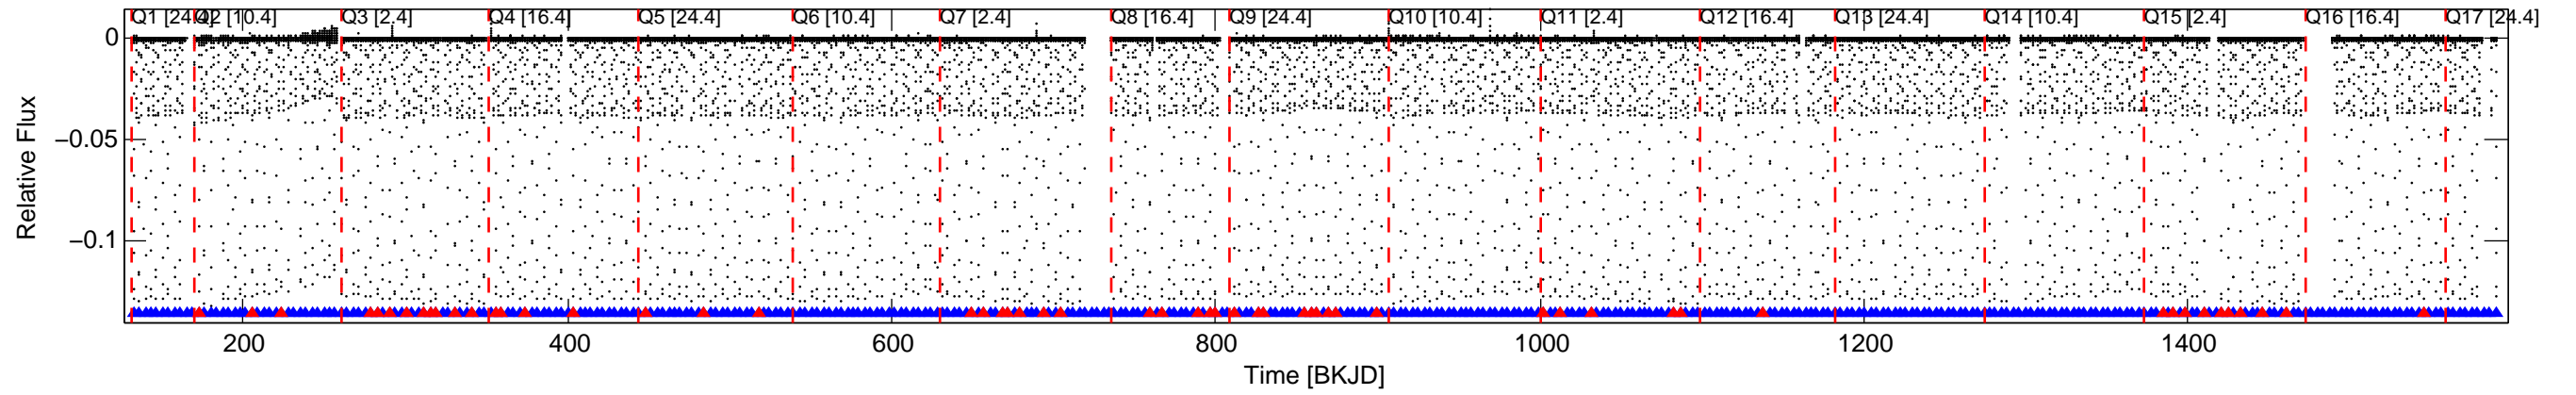 Q1 [24.4] Q2 [10.4] Q3 [2.4] Q4 [16.4] Q5 [24.4] Q6 [10.4] Q7 [2.4] Q8 [16.4] Q9 [24.4] Q10 [10.4] Q11 [2.4] Q12 [16.4] Q13 [24.4] Q14 [10.4] Q15 [2.4] Q16 [16.4] Q17 [24.4]
0
−0.05
−0.1
Relative Flux
200 400 600 800 1000 1200 1400
Time [BKJD]